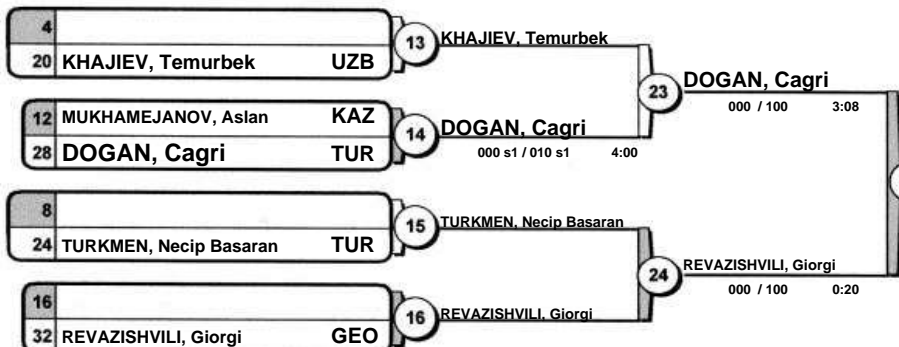 4
20 KHAJIEV, Temurbek UZB
13 KHAJIEV, Temurbek
12 MUKHAMEJANOV, Aslan KAZ
28 DOGAN, Cagri TUR
14 DOGAN, Cagri
000 s1 / 010 s1 4:00
23 DOGAN, Cagri
000 / 100 3:08
8
24 TURKMEN, Necip Basaran TUR
15 TURKMEN, Necip Basaran
16
32 REVAZISHVILI, Giorgi GEO
16 REVAZISHVILI, Giorgi
24 REVAZISHVILI, Giorgi
000 / 100 0:20